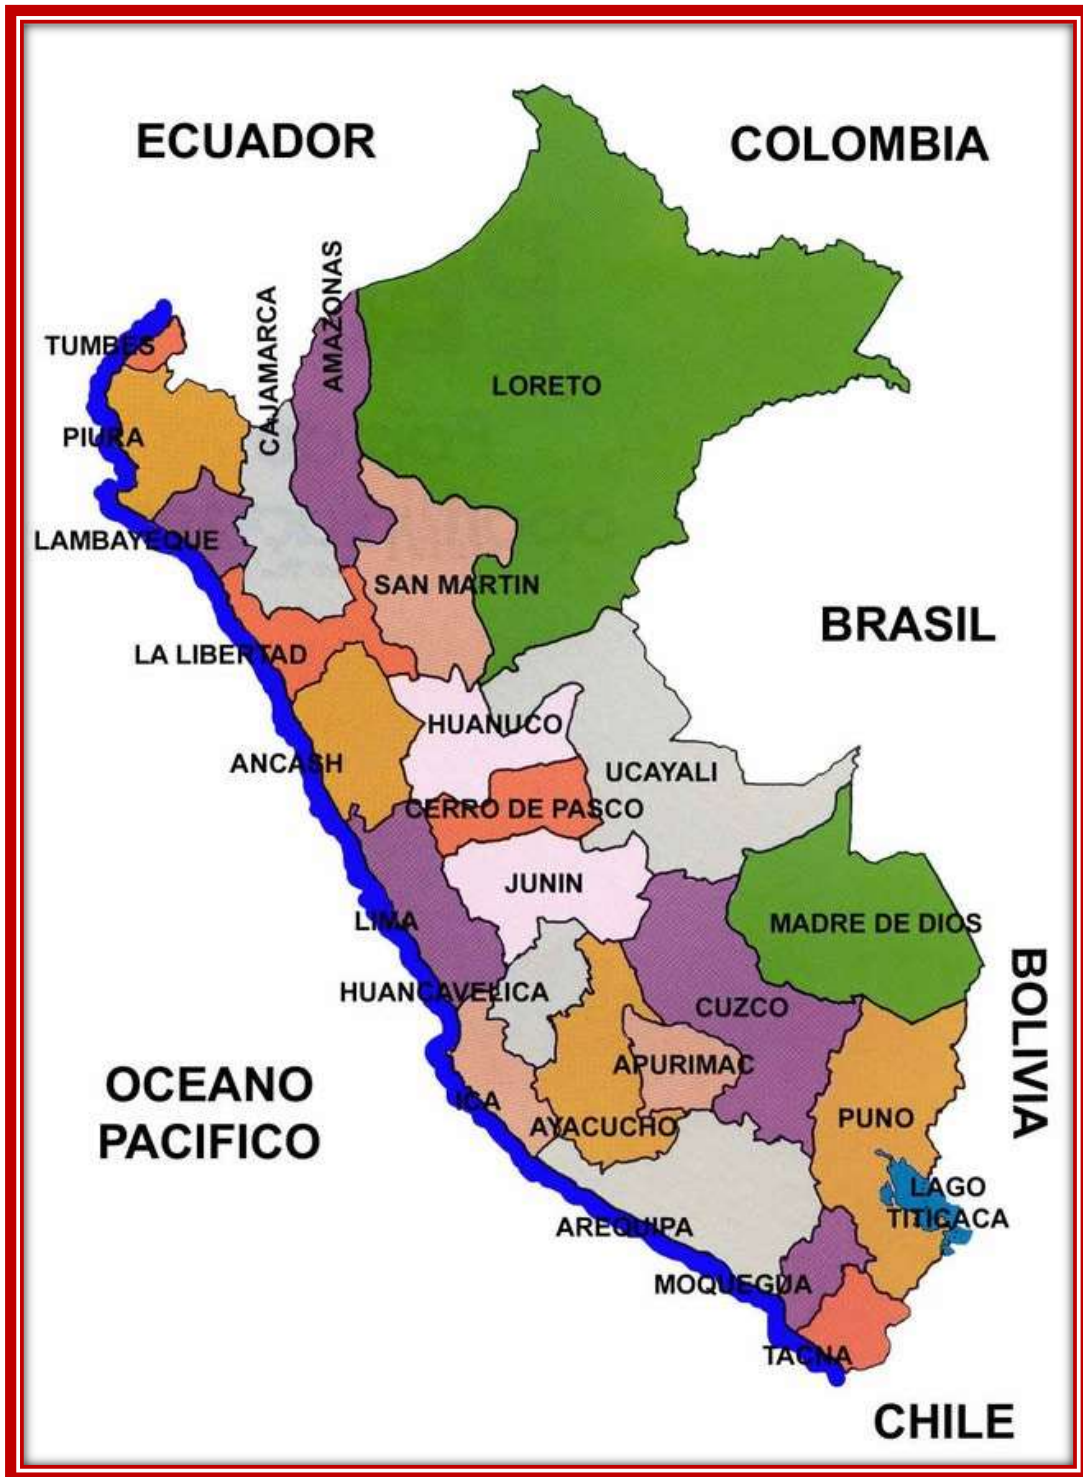 ECUADOR
COLOMBIA
AMAZONAS
CAJAMARCA
TUMBES
LORETO
PIURA
LAMBAYEQUE
SAN MARTIN
BRASIL
LA LIBERTAD
HUANUCO
ANCASH
UCAYALI
CERRO DE PASCO
JUNIN
LIMA
MADRE DE DIOS
HUANCAVELICA
CUZCO
BOLIVIA
APURIMAC
OCEANO
PACIFICO
ICA
AYACUCHO
PUNO
LAGO
TITICACA
AREQUIPA
MOQUEGUA
TACNA
CHILE